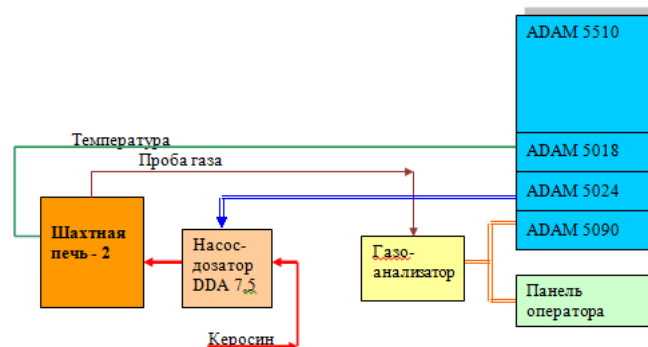 ADAM 5510
Температура
ADAM 5018
Проба газа
ADAM 5024
Шахтная
печь - 2
Насос-
дозатор
DDA 7,5
Газо-
анализатор
ADAM 5090
Панель
оператора
Керосин